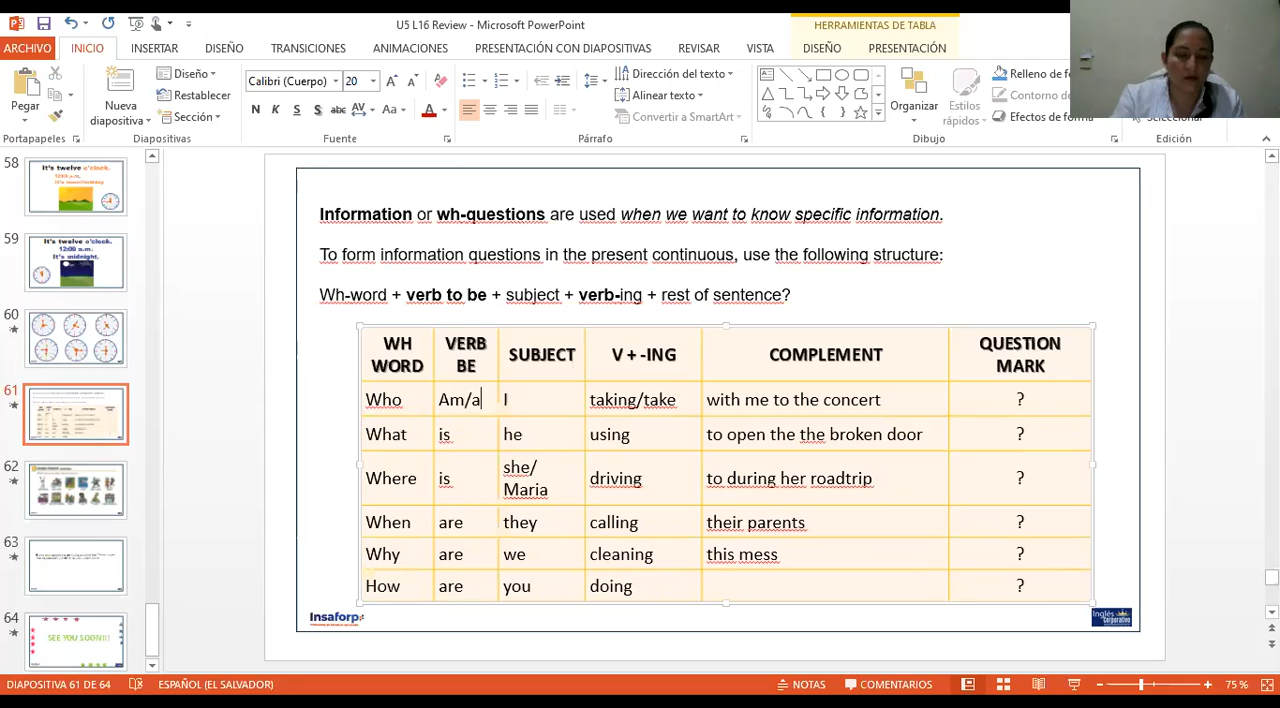 U5 L16 Review - Microsoft PowerPoint
HERRAMIENTAS DE TABLA
ARCHIVO INICIO INSERTAR DISEÑO TRANSICIONES ANIMACIONES PRESENTACIÓN CON DIAPOSITIVAS REVISAR VISTA DISEÑO PRESENTACIÓN
Pegar
Nueva diapositiva
Diseño
Restablecer
Sección
Calibri (Cuerpo) 20
N K S S abc AV Aa A
Dirección del texto
Alinear texto
Convertir a SmartArt
Organizar
Estilos rápidos
Relleno de
Contorno de
Efectos de forma
Portapapeles Diapositivas Fuente Párrafo Dibujo Edición
58
It's twelve o'clock.
59
It's twelve o'clock.
12:00 a.m.
It's midnight.
60
61
62
63
64
SEE YOU SOON!!!
Information or wh-questions are used when we want to know specific information.
To form information questions in the present continuous, use the following structure:
Wh-word + verb to be + subject + verb-ing + rest of sentence?
WH WORD VERB BE SUBJECT V + -ING COMPLEMENT QUESTION MARK
Who Am/a I taking/take with me to the concert ?
What is he using to open the the broken door ?
Where is she/ Maria driving to during her roadtrip ?
When are they calling their parents ?
Why are we cleaning this mess ?
How are you doing ?
Insaforp
Inglés corporativo
DIAPOSITIVA 61 DE 64 ESPAÑOL (EL SALVADOR) NOTAS COMENTARIOS 75 %